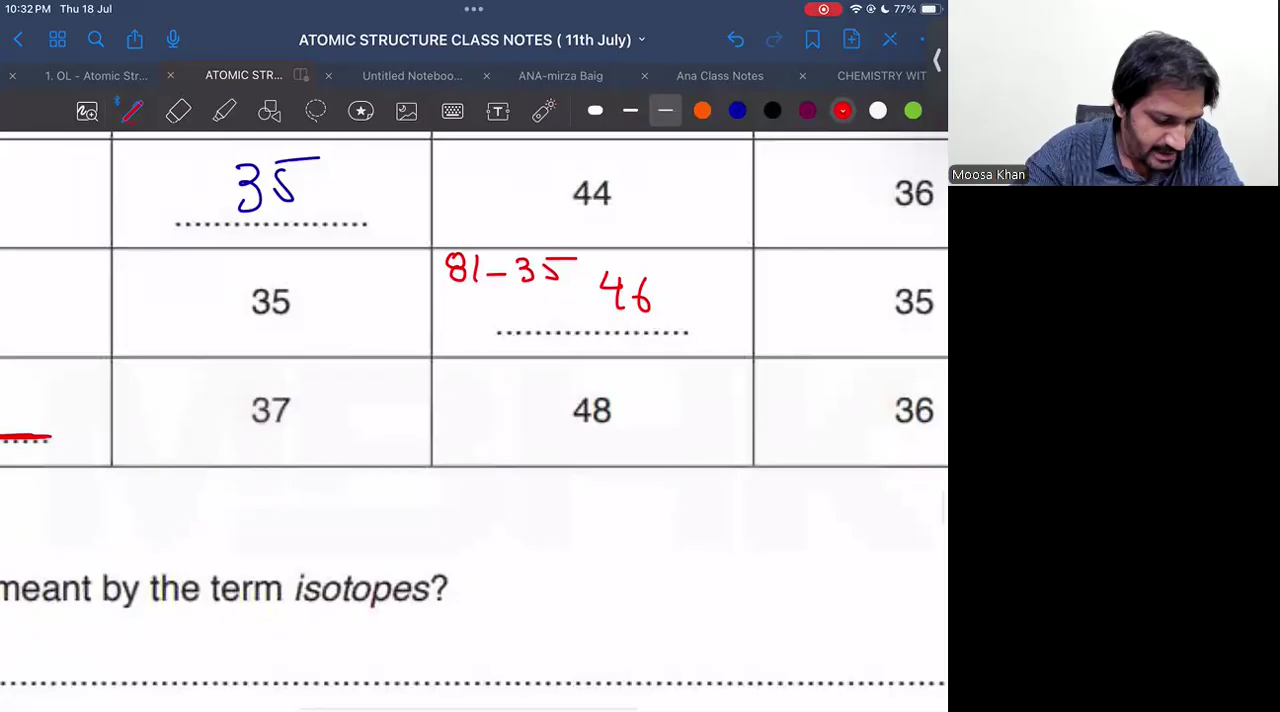 10:32 PM Thu 18 Jul 77%
ATOMIC STRUCTURE CLASS NOTES ( 11th July)
1. OL - Atomic Str... ATOMIC STR... Untitled Noteboo... ANA-mirza Baig Ana Class Notes CHEMISTRY WIT
Moosa Khan
35 44 36
81-35
35 46 35
37 48 36
meant by the term isotopes?